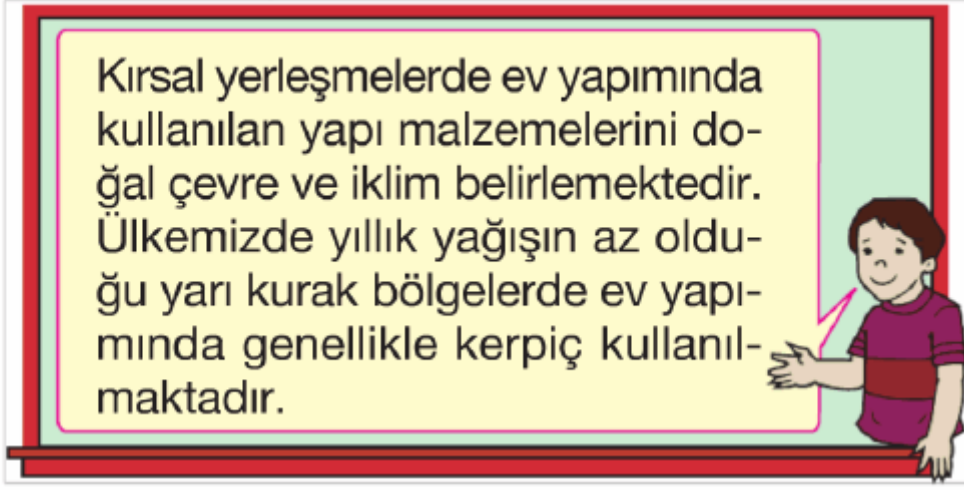 Kırsal yerleşmelerde ev yapımında
kullanılan yapı malzemelerini do-
ğal çevre ve iklim belirlemektedir.
Ülkemizde yıllık yağışın az oldu-
ğu yarı kurak bölgelerde ev yapı-
mında genellikle kerpiç kullanıl-
maktadır.